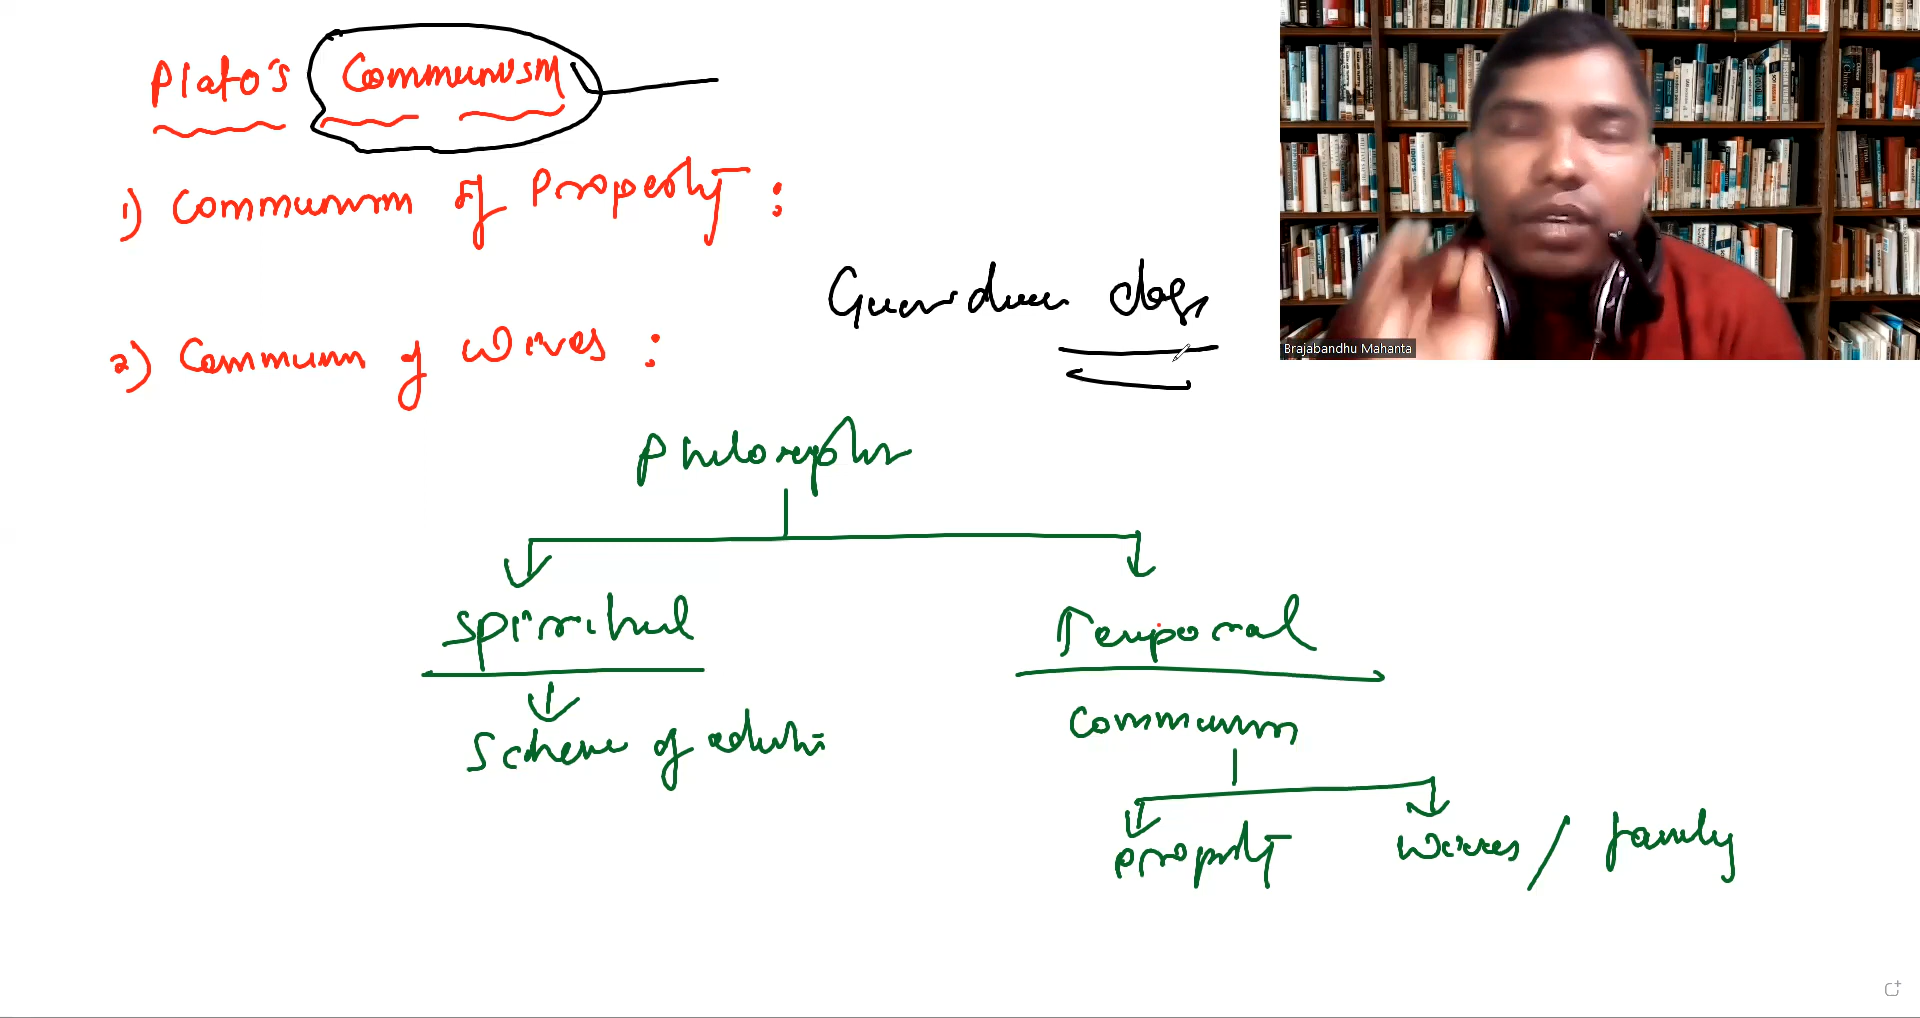 Plato's Communism
1) Communism of Property :
Guardian class
2) Communism of Wives :
Philosopher
Spiritual
Temporal
Scheme of education
Communism
Property
Wives / family
Brajabandhu Mahanta